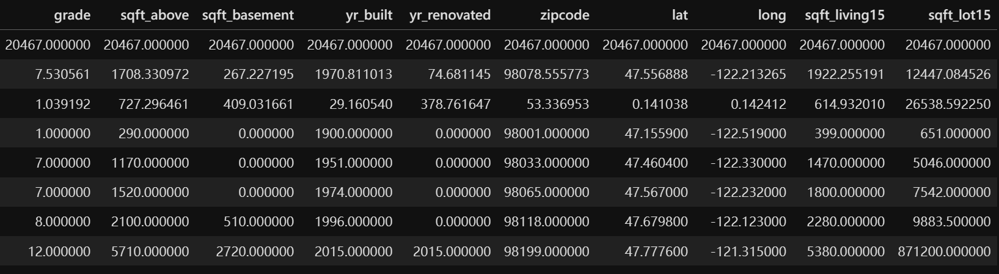 grade sqft_above sqft_basement yr_built yr_renovated zipcode lat long sqft_living15 sqft_lot15
20467.000000 20467.000000 20467.000000 20467.000000 20467.000000 20467.000000 20467.000000 20467.000000 20467.000000 20467.000000
7.530561 1708.330972 267.227195 1970.811013 74.681145 98078.555773 47.556888 -122.213265 1922.255191 12447.084526
1.039192 727.296461 409.031661 29.160540 378.761647 53.336953 0.141038 0.142412 614.932010 26538.592250
1.000000 290.000000 0.000000 1900.000000 0.000000 98001.000000 47.155900 -122.519000 399.000000 651.000000
7.000000 1170.000000 0.000000 1951.000000 0.000000 98033.000000 47.460400 -122.330000 1470.000000 5046.000000
7.000000 1520.000000 0.000000 1974.000000 0.000000 98065.000000 47.567000 -122.232000 1800.000000 7542.000000
8.000000 2100.000000 510.000000 1996.000000 0.000000 98118.000000 47.679800 -122.123000 2280.000000 9883.500000
12.000000 5710.000000 2720.000000 2015.000000 2015.000000 98199.000000 47.777600 -121.315000 5380.000000 871200.000000